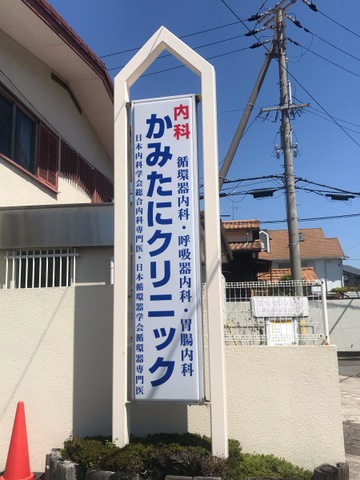 内科
かみたにクリニック
循環器内科・呼吸器内科・胃腸内科
日本内科学会総合内科専門医・日本循環器学会循環器専門医